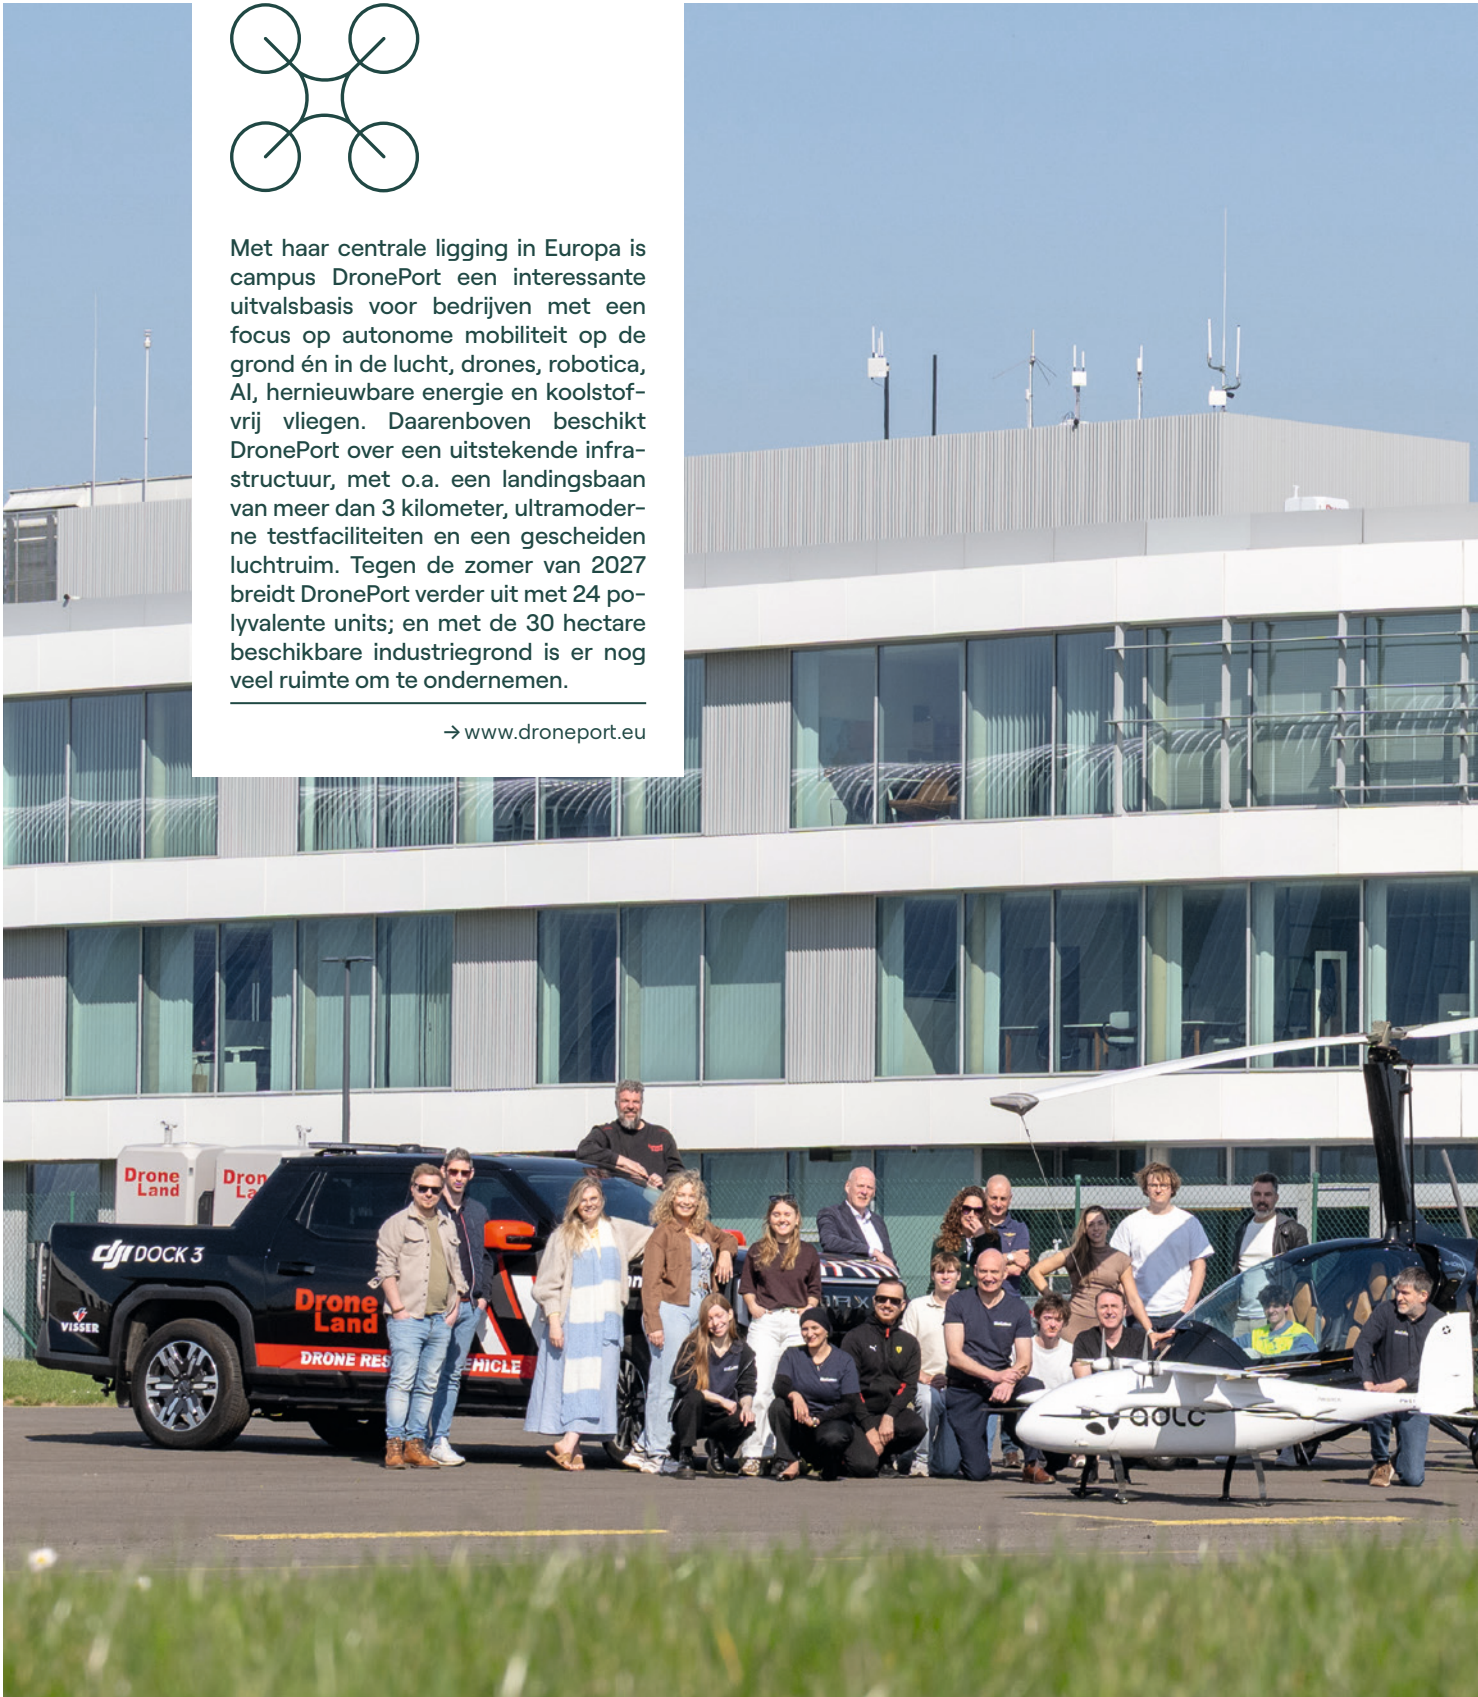 Met haar centrale ligging in Europa is
campus DronePort een interessante
uitvalsbasis voor bedrijven met een
focus op autonome mobiliteit op de
grond én in de lucht, drones, robotica,
AI, hernieuwbare energie en koolstof-
vrij vliegen. Daarenboven beschikt
DronePort over een uitstekende infra-
structuur, met o.a. een landingsbaan
van meer dan 3 kilometer, ultramoder-
ne testfaciliteiten en een gescheiden
luchtruim. Tegen de zomer van 2027
breidt DronePort verder uit met 24 po-
lyvalente units; en met de 30 hectare
beschikbare industriegrond is er nog
veel ruimte om te ondernemen.
→ www.droneport.eu
Drone
Land
Dron
La
dji DOCK 3
VISSER
Drone
Land
DRONE RES
EHICLE
aolc